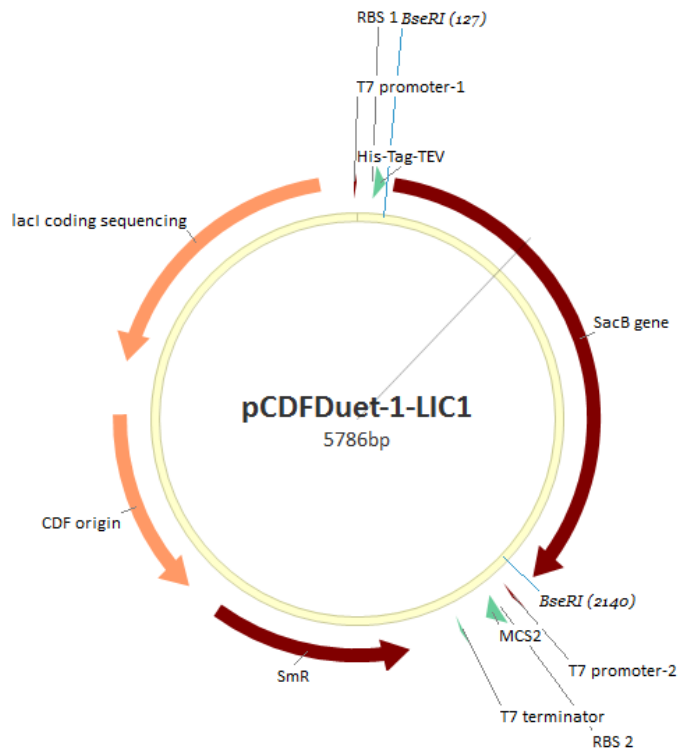 RBS 1 BseRI (127)
T7 promoter-1
His-Tag-TEV
lacI coding sequencing
SacB gene
pCDFDuet-1-LIC1
5786bp
CDF origin
BseRI (2140)
MCS2
T7 promoter-2
SmR
T7 terminator
RBS 2